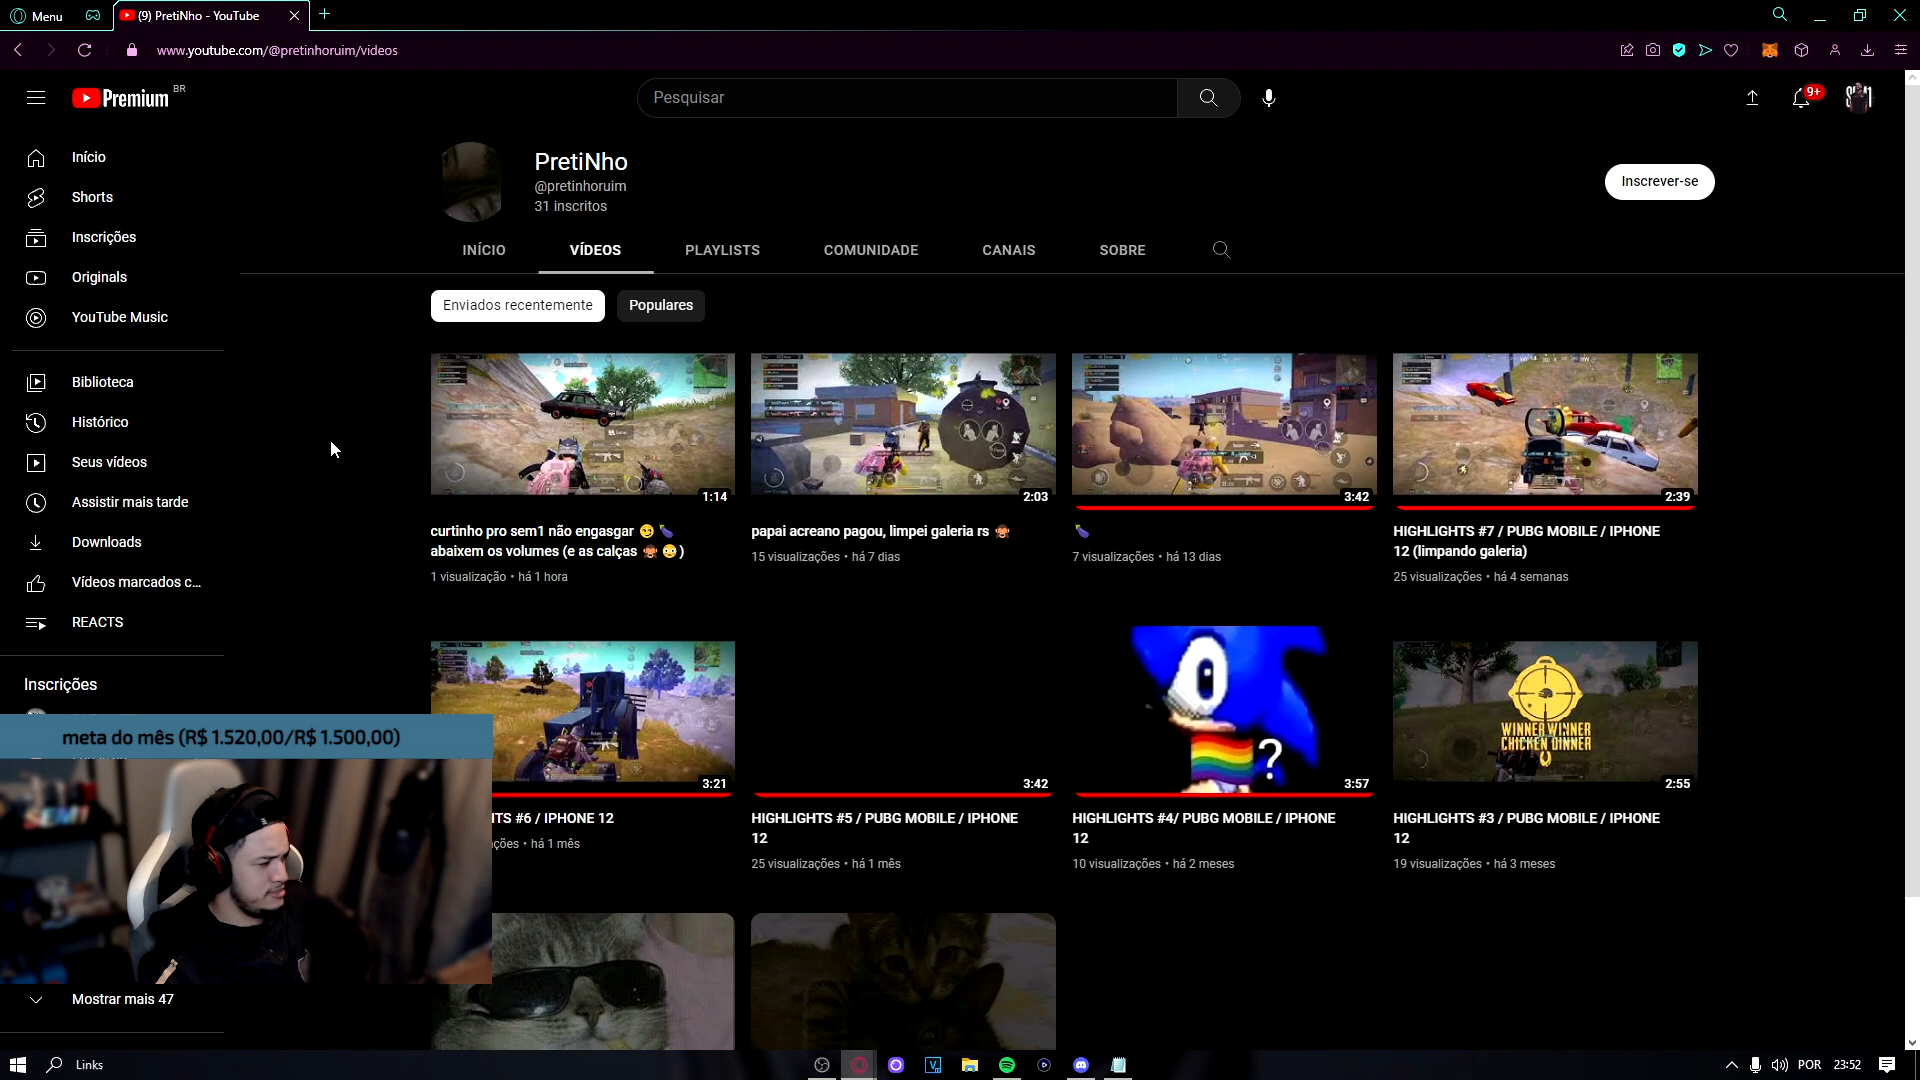 Menu
(9) PretiNho - YouTube
www.youtube.com/@pretinhoruim/videos
Premium BR
Pesquisar
9+
Início
Shorts
Inscrições
Originals
YouTube Music
Biblioteca
Histórico
Seus vídeos
Assistir mais tarde
Downloads
Vídeos marcados c...
REACTS
Inscrições
meta do mês (R$ 1.520,00/R$ 1.500,00)
Mostrar mais 47
PretiNho
@pretinhoruim
31 inscritos
Inscrever-se
INÍCIO VÍDEOS PLAYLISTS COMUNIDADE CANAIS SOBRE
Enviados recentemente Populares
1:14
curtinho pro sem1 não engasgar 😏 🍆
abaixem os volumes (e as calças 🙊 😳 )
1 visualização • há 1 hora
2:03
papai acreano pagou, limpei galeria rs 🙊
15 visualizações • há 7 dias
3:42
🍆
7 visualizações • há 13 dias
2:39
HIGHLIGHTS #7 / PUBG MOBILE / IPHONE
12 (limpando galeria)
25 visualizações • há 4 semanas
3:21
TS #6 / IPHONE 12
ções • há 1 mês
3:42
HIGHLIGHTS #5 / PUBG MOBILE / IPHONE
12
25 visualizações • há 1 mês
?
3:57
HIGHLIGHTS #4/ PUBG MOBILE / IPHONE
12
10 visualizações • há 2 meses
WINNER WINNER
CHICKEN DINNER
2:55
HIGHLIGHTS #3 / PUBG MOBILE / IPHONE
12
19 visualizações • há 3 meses
Links
POR 23:52